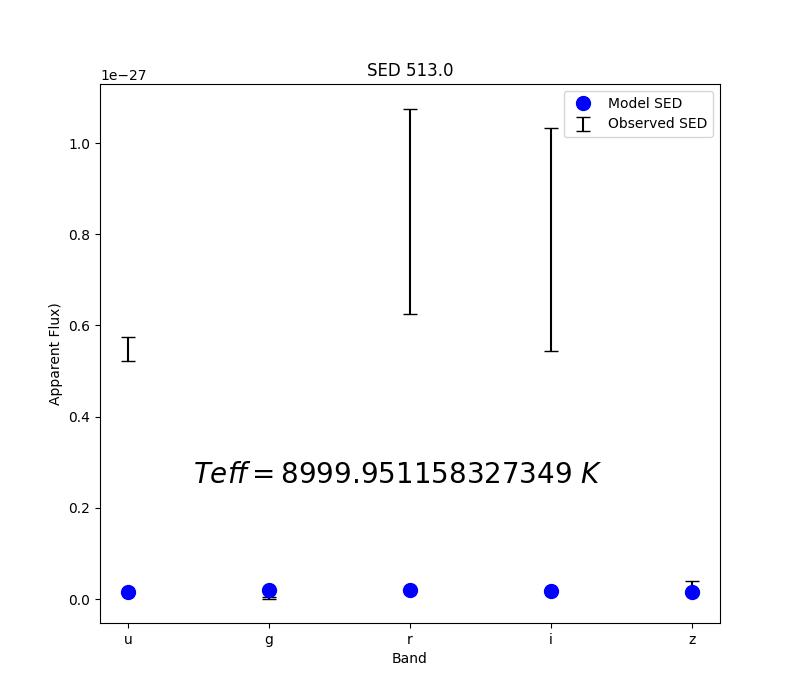 SED 513.0
1e−27
Model SED
Observed SED
1.0
0.8
0.6
0.4
0.2
0.0
Apparent Flux)
Teff = 8999.951158327349 K
u g r i z
Band